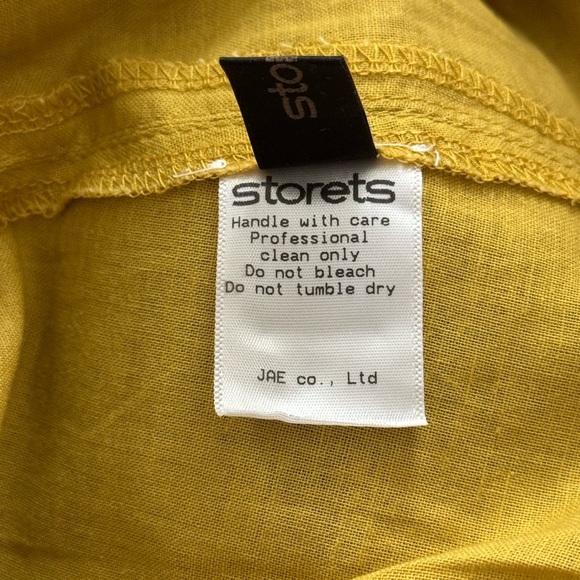 sto
storets
Handle with care
Professional
clean only
Do not bleach
Do not tumble dry
JAE co., Ltd